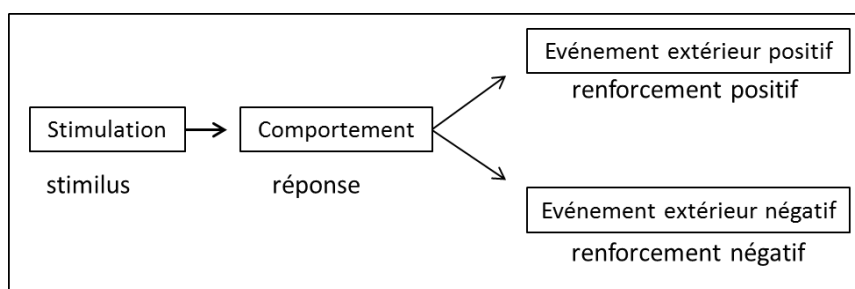 Evénement extérieur positif
renforcement positif
Stimulation
Comportement
stimilus
réponse
Evénement extérieur négatif
renforcement négatif